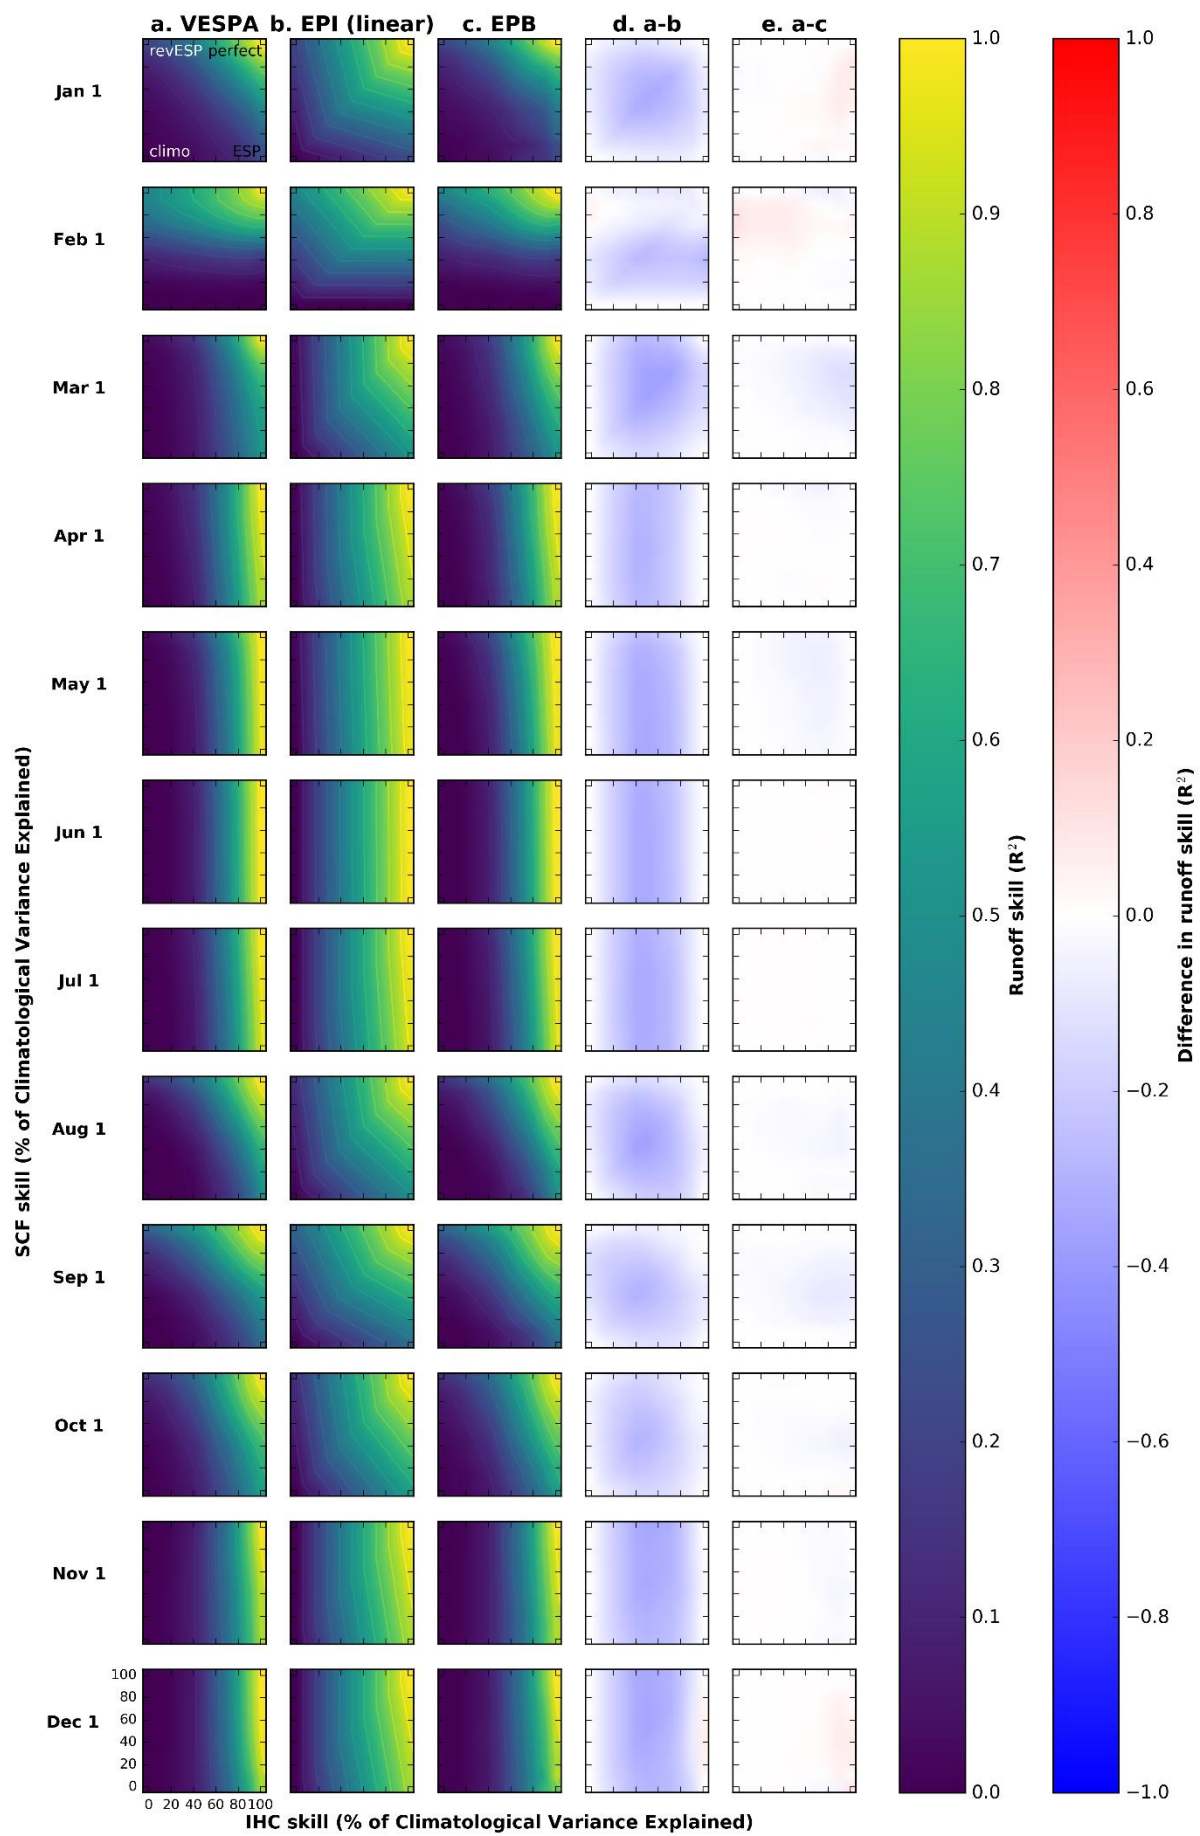 a. VESPA b. EPI (linear) c. EPB d. a-b e. a-c
revESP perfect
climo ESP
Jan 1
Feb 1
Mar 1
Apr 1
May 1
Jun 1
Jul 1
Aug 1
Sep 1
Oct 1
Nov 1
Dec 1
SCF skill (% of Climatological Variance Explained)
100
80
60
40
20
0
0 20 40 60 80 100
IHC skill (% of Climatological Variance Explained)
1.0
0.9
0.8
0.7
0.6
0.5
0.4
0.3
0.2
0.1
0.0
Runoff skill (R²)
1.0
0.8
0.6
0.4
0.2
0.0
−0.2
−0.4
−0.6
−0.8
−1.0
Difference in runoff skill (R²)